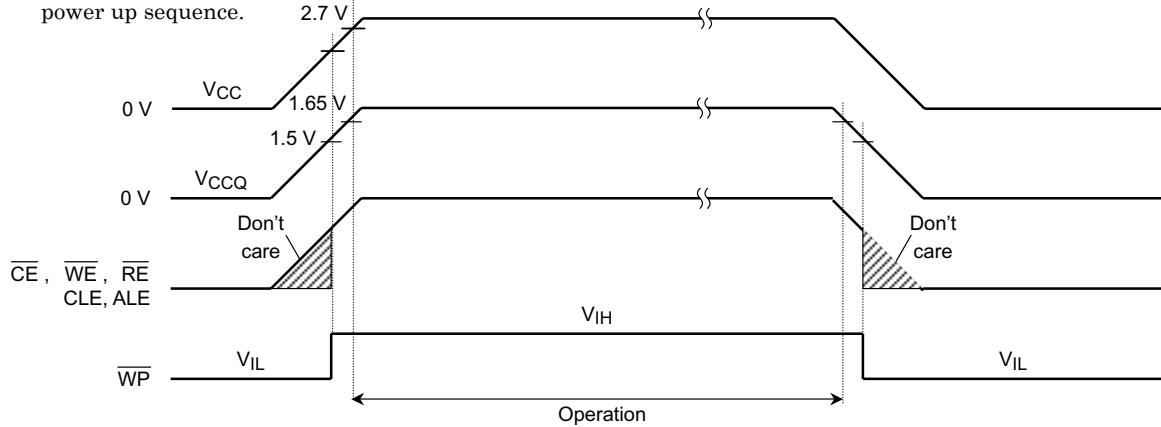 power up sequence.
2.7 V
VCC
0 V
1.65 V
1.5 V
VCCQ
0 V
Don't
care
Don't
care
CE , WE , RE
CLE, ALE
VIH
VIL
VIL
WP
Operation